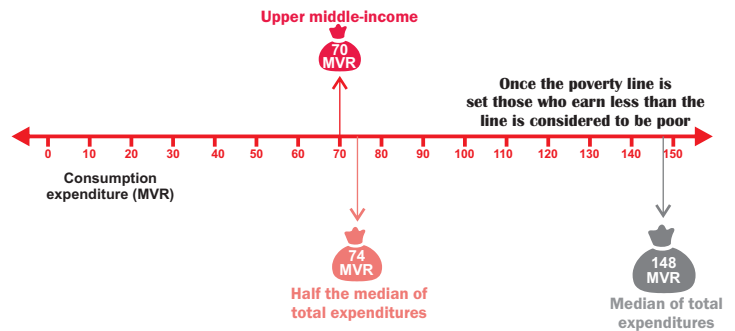 Upper middle-income
70
MVR
Once the poverty line is
set those who earn less than the
line is considered to be poor
0 10 20 30 40 50 60 70 80 90 100 110 120 130 140 150
Consumption
expenditure (MVR)
74
MVR
Half the median of
total expenditures
148
MVR
Median of total
expenditures